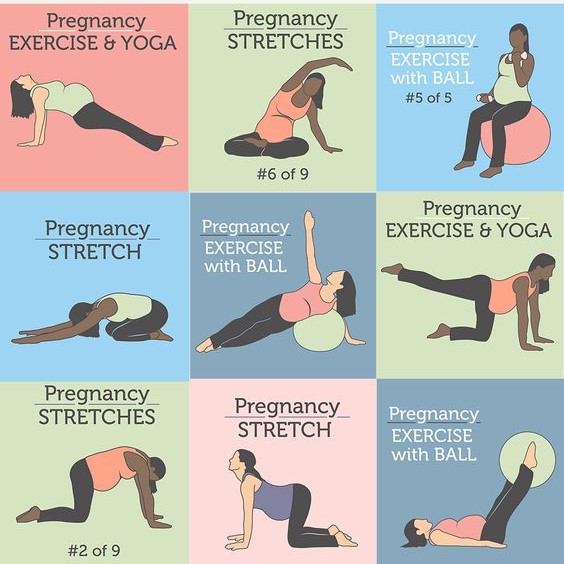 Pregnancy
EXERCISE & YOGA
Pregnancy
STRETCHES
#6 of 9
Pregnancy
EXERCISE
with BALL
#5 of 5
Pregnancy
STRETCH
Pregnancy
EXERCISE
with BALL
Pregnancy
EXERCISE & YOGA
Pregnancy
STRETCHES
#2 of 9
Pregnancy
STRETCH
Pregnancy
EXERCISE
with BALL